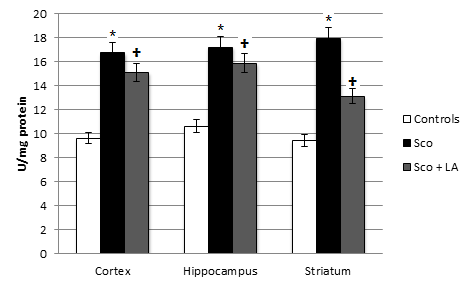 20
18
16
14
12
10
8
6
4
2
0
U/mg protein
* ✝ * ✝ * ✝
Cortex Hippocampus Striatum
Controls
Sco
Sco + LA